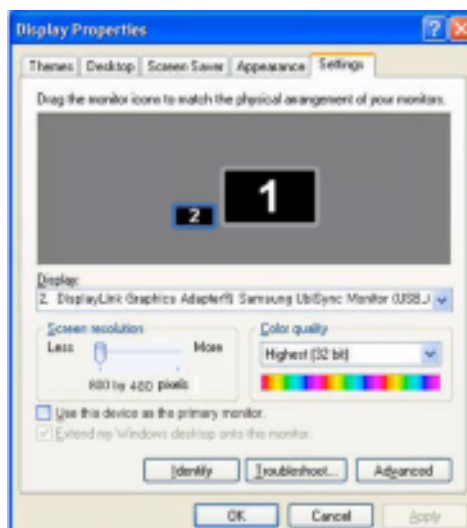 Display Properties
Themes Desktop Screen Saver Appearance Settings
Drag the monitor icons to match the physical arrangement of your monitors.
1
2
Display:
2. DisplayLink Graphics Adapter% Samsung UbiSync Monitor (USB.
Screen resolution
Less More
800 by 480 pixels
Color quality
Highest (32 bit)
Use this device as the primary monitor.
Extend my Windows desktop onto this monitor.
Identify Troubleshoot... Advanced
OK Cancel Apply